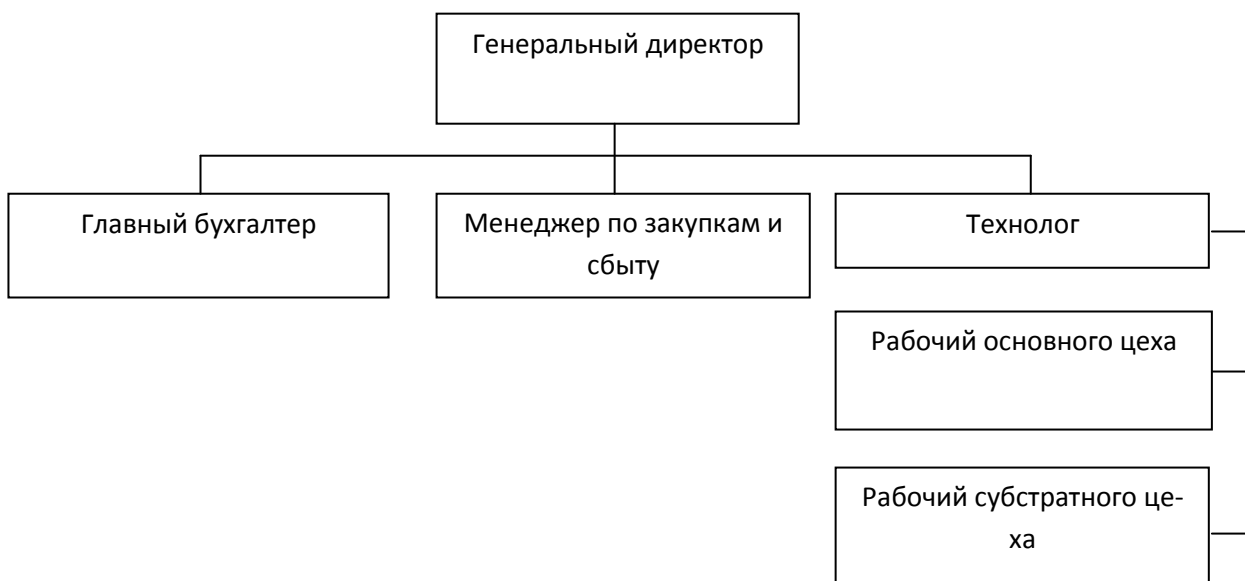 Генеральный директор
Главный бухгалтер
Менеджер по закупкам и
сбыту
Технолог
Рабочий основного цеха
Рабочий субстратного це-
ха